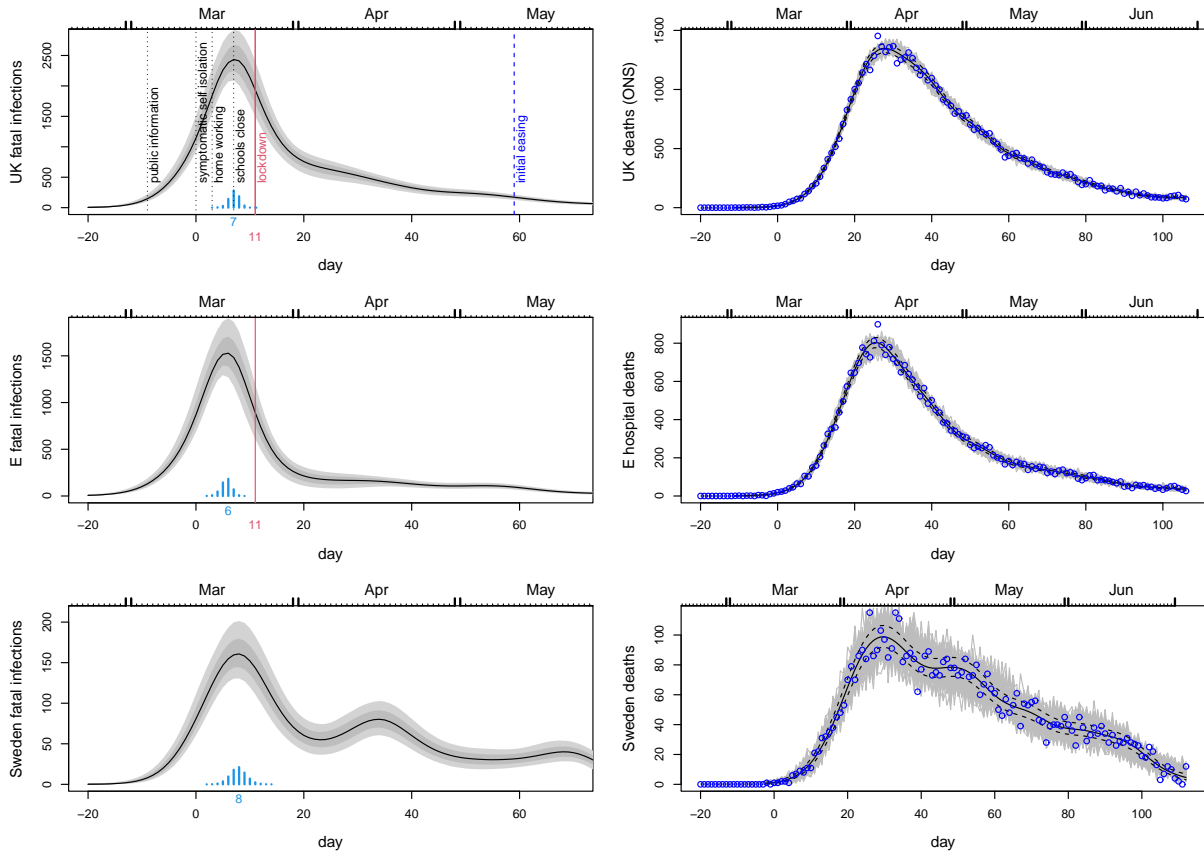 Mar Apr May
UK fatal infections
0 500 1500 2500
public information
symptomatic self isolation
home working
schools close
lockdown
initial easing
7
11
−20 0 20 40 60
day
Mar Apr May Jun
UK deaths (ONS)
0 500 1000 1500
−20 0 20 40 60 80 100
day
Mar Apr May
E fatal infections
0 500 1000 1500
6
11
−20 0 20 40 60
day
Mar Apr May Jun
E hospital deaths
0 200 400 600 800
−20 0 20 40 60 80 100
day
Mar Apr May
Sweden fatal infections
0 50 100 150 200
8
−20 0 20 40 60
day
Mar Apr May Jun
Sweden deaths
0 20 40 60 80 100
−20 0 20 40 60 80 100
day